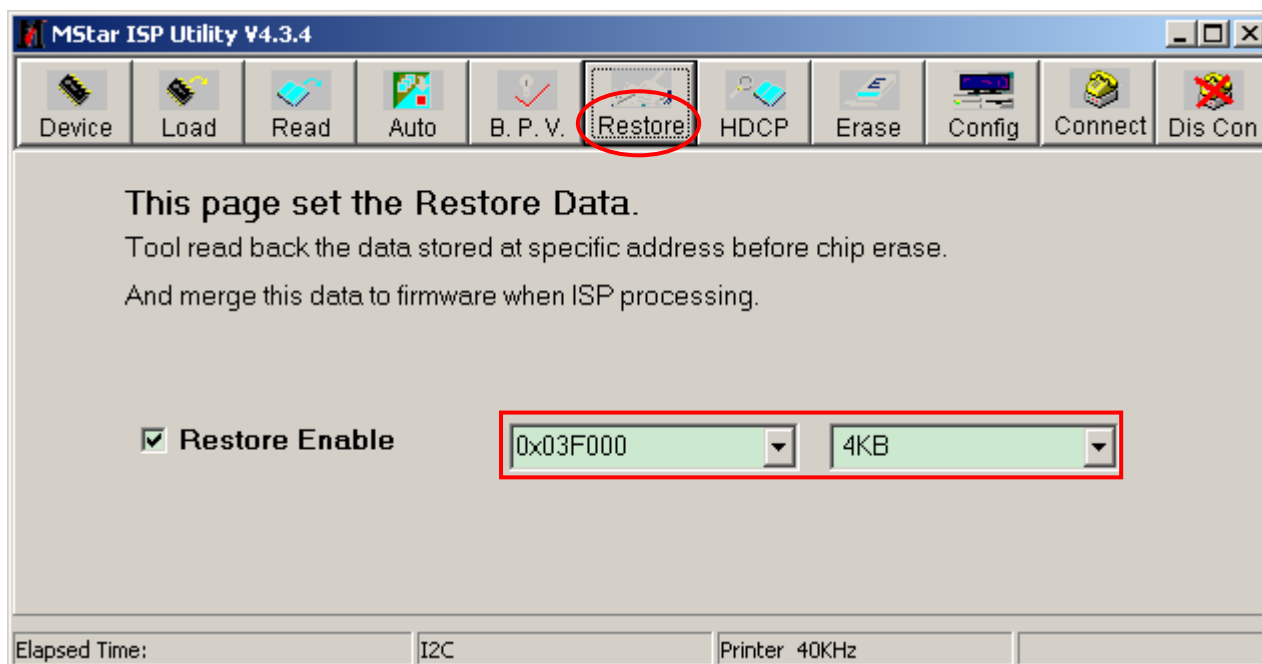 MStar ISP Utility V4.3.4
Device Load Read Auto B. P. V. Restore HDCP Erase Config Connect Dis Con
This page set the Restore Data.
Tool read back the data stored at specific address before chip erase.
And merge this data to firmware when ISP processing.
Restore Enable 0x03F000 4KB
Elapsed Time: I2C Printer 40KHz